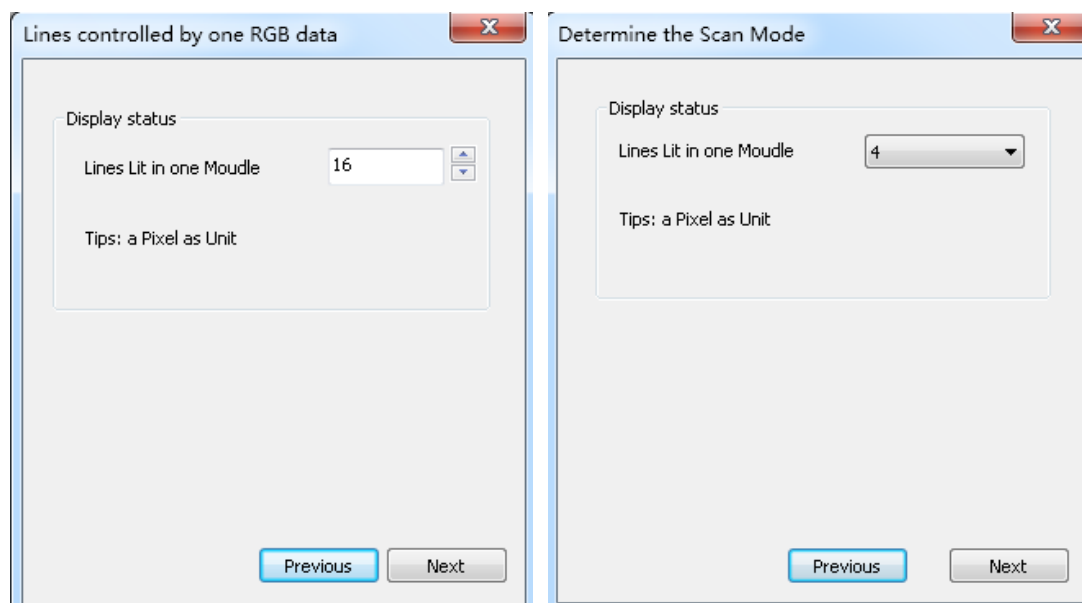 Lines controlled by one RGB data
Display status
Lines Lit in one Moudle
16
Tips: a Pixel as Unit
Previous
Next
Determine the Scan Mode
Display status
Lines Lit in one Moudle
4
Tips: a Pixel as Unit
Previous
Next